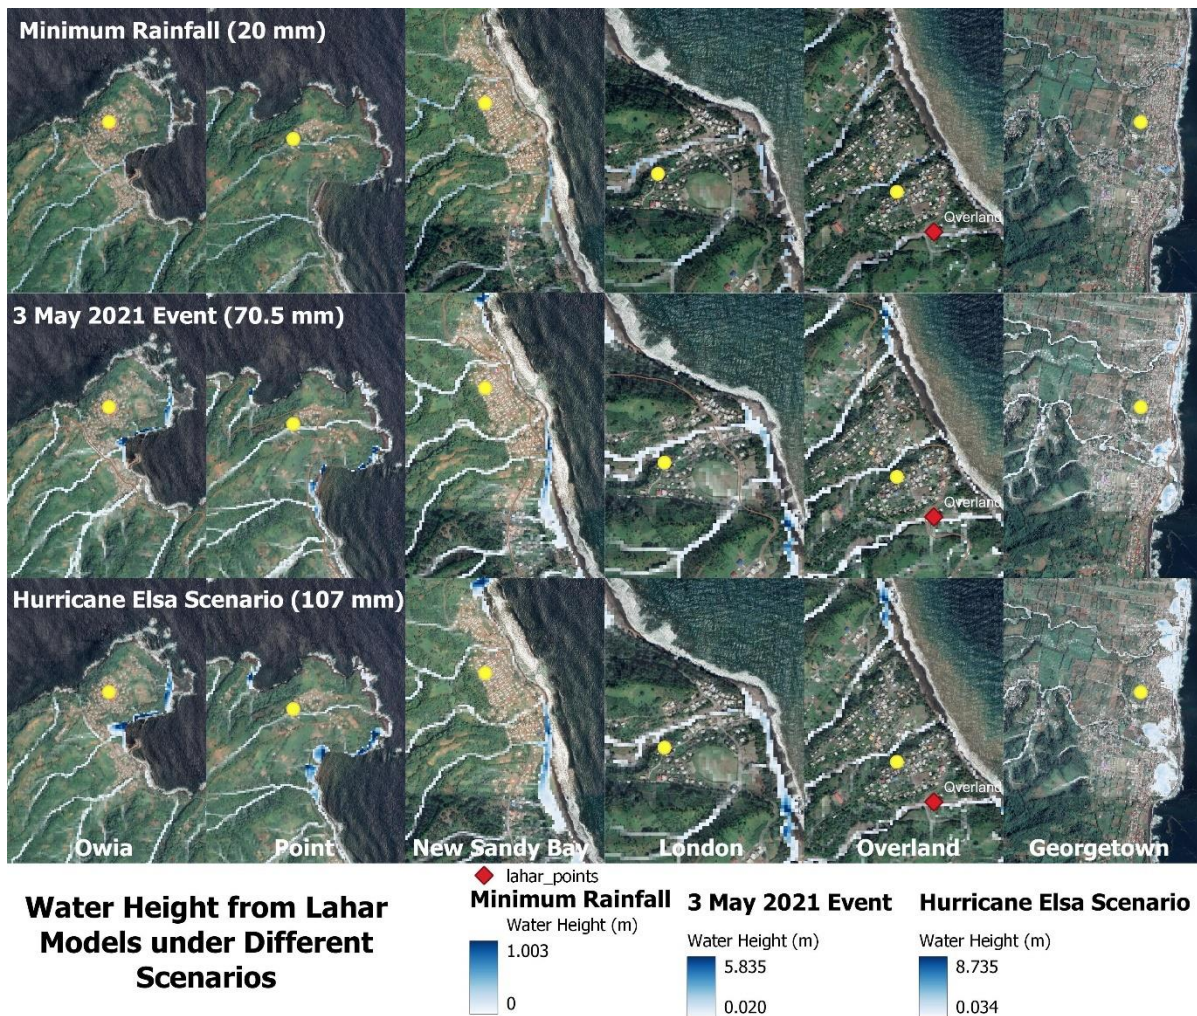 Minimum Rainfall (20 mm)
Overland
3 May 2021 Event (70.5 mm)
Overland
Hurricane Elsa Scenario (107 mm)
Overland
Owia
Point
New Sandy Bay
London
Overland
Georgetown
Water Height from Lahar
Models under Different
Scenarios
lahar_points
Minimum Rainfall
Water Height (m)
1.003
0
3 May 2021 Event
Water Height (m)
5.835
0.020
Hurricane Elsa Scenario
Water Height (m)
8.735
0.034